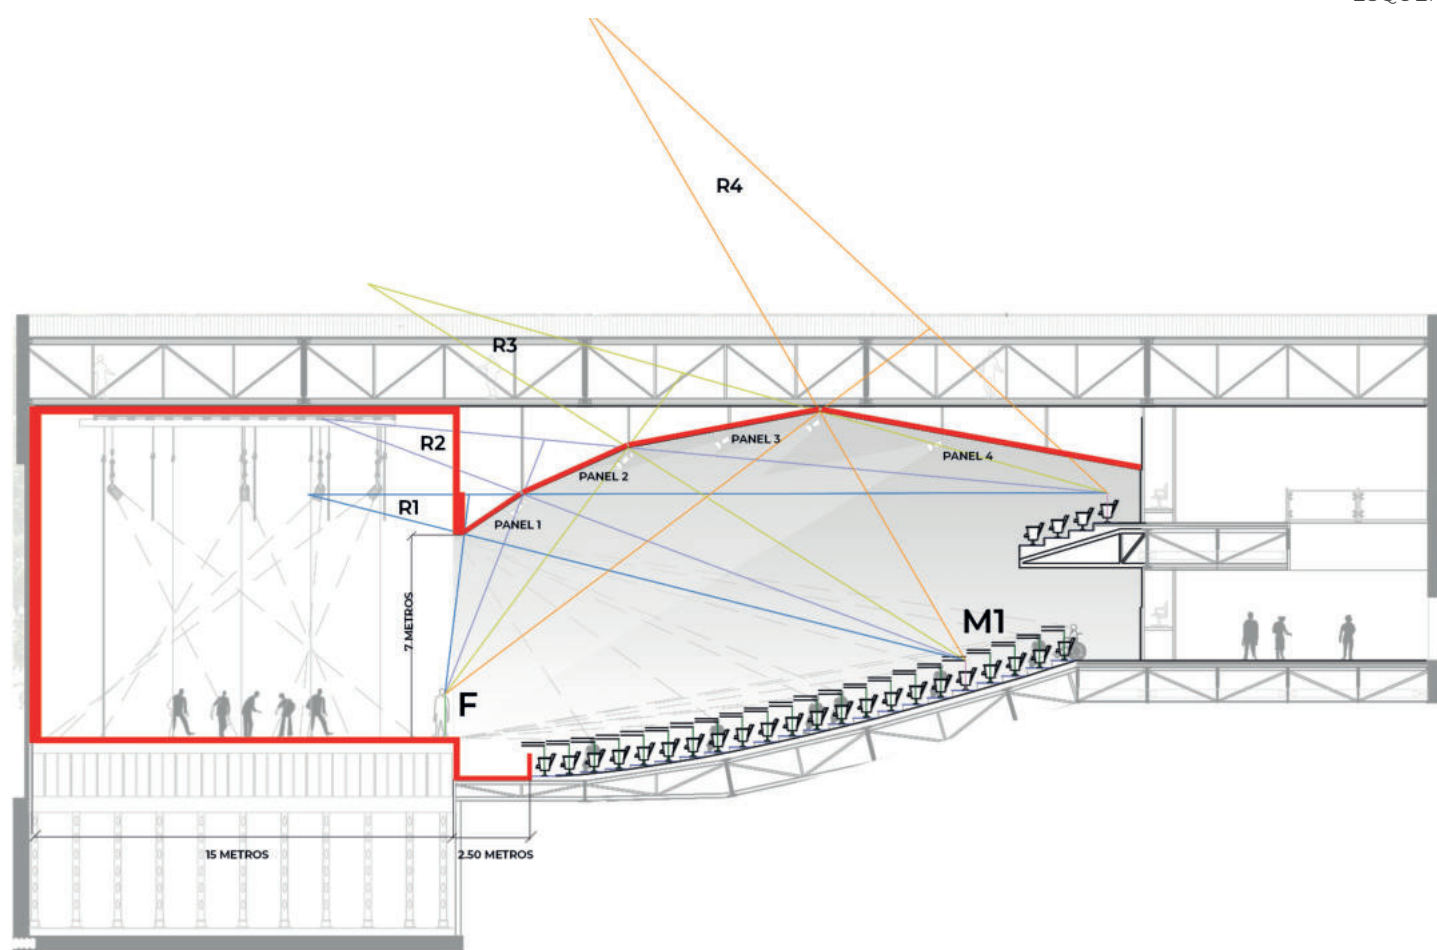 R4
R3
R2
PANEL 3
PANEL 4
PANEL 2
R1
PANEL 1
7 METROS
M1
F
15 METROS
2.50 METROS